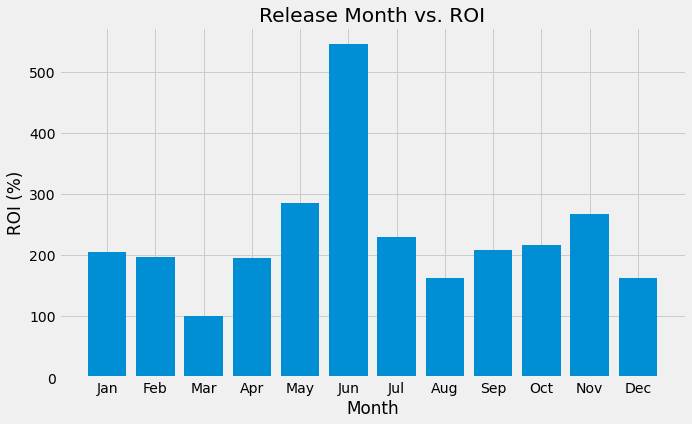 Release Month vs. ROI
ROI (%)
500
400
300
200
100
0
Jan Feb Mar Apr May Jun Jul Aug Sep Oct Nov Dec
Month